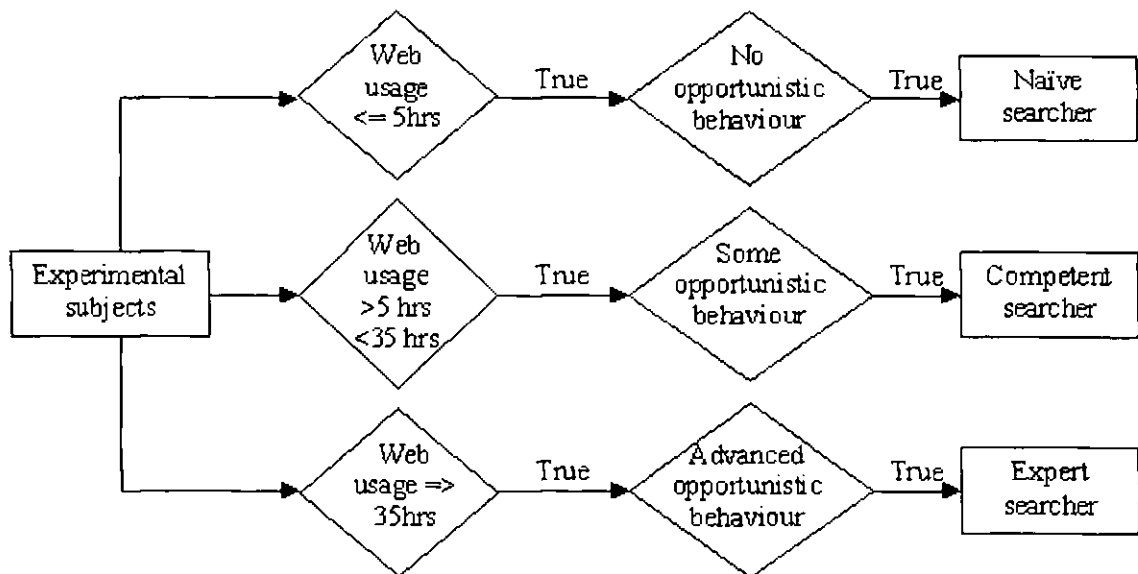 Web
usage
<= 5hrs
True
No
opportunistic
behaviour
True
Naïve
searcher
Experimental
subjects
Web
usage
>5 hrs
<35 hrs
True
Some
opportunistic
behaviour
True
Competent
searcher
Web
usage =>
35hrs
True
Advanced
opportunistic
behaviour
True
Expert
searcher